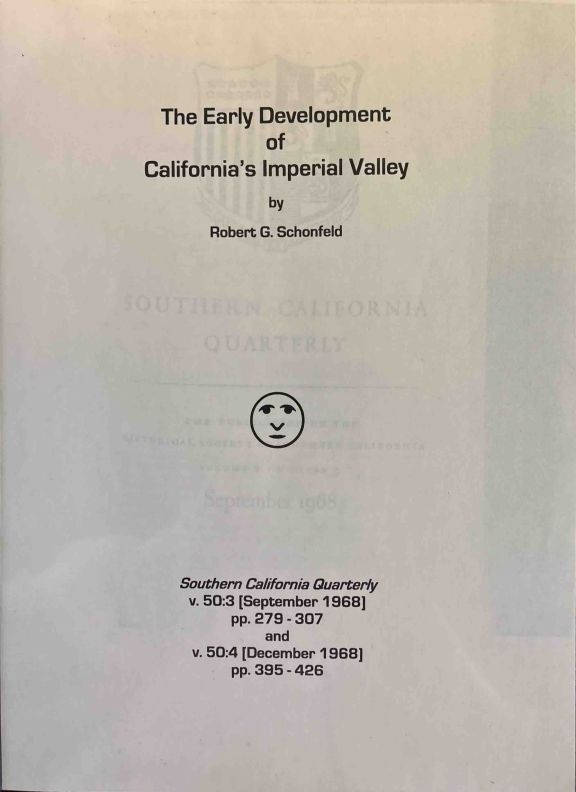 The Early Development
of
California's Imperial Valley
by
Robert G. Schonfeld
SOUTHERN CALIFORNIA
QUARTERLY
September 1968
Southern California Quarterly
v. 50:3 [September 1968]
pp. 279 - 307
and
v. 50:4 [December 1968]
pp. 395 - 426